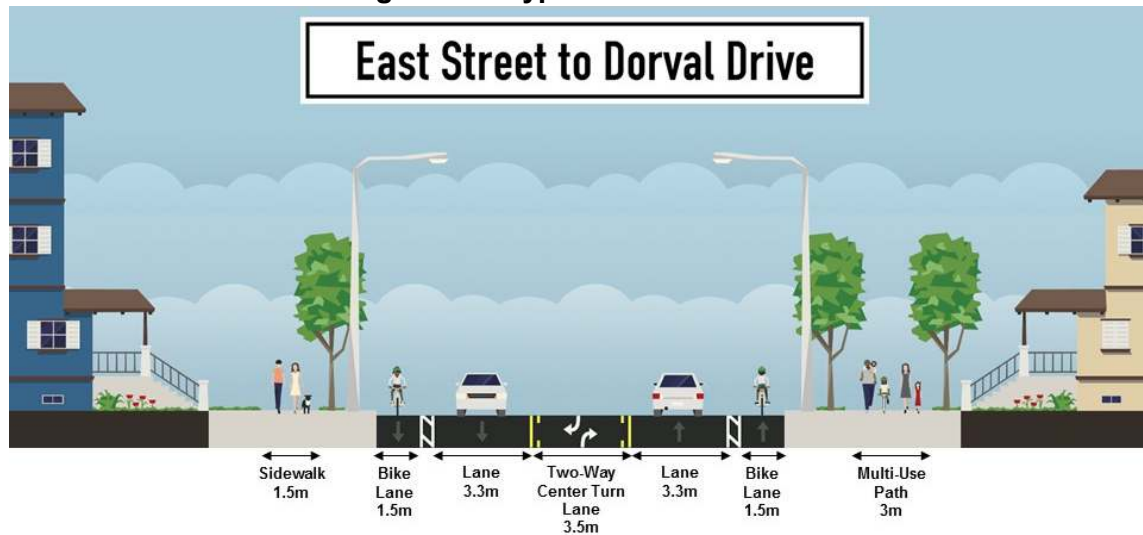 East Street to Dorval Drive
Sidewalk
1.5m
Bike
Lane
1.5m
Lane
3.3m
Two-Way
Center Turn
Lane
3.5m
Lane
3.3m
Bike
Lane
1.5m
Multi-Use
Path
3m